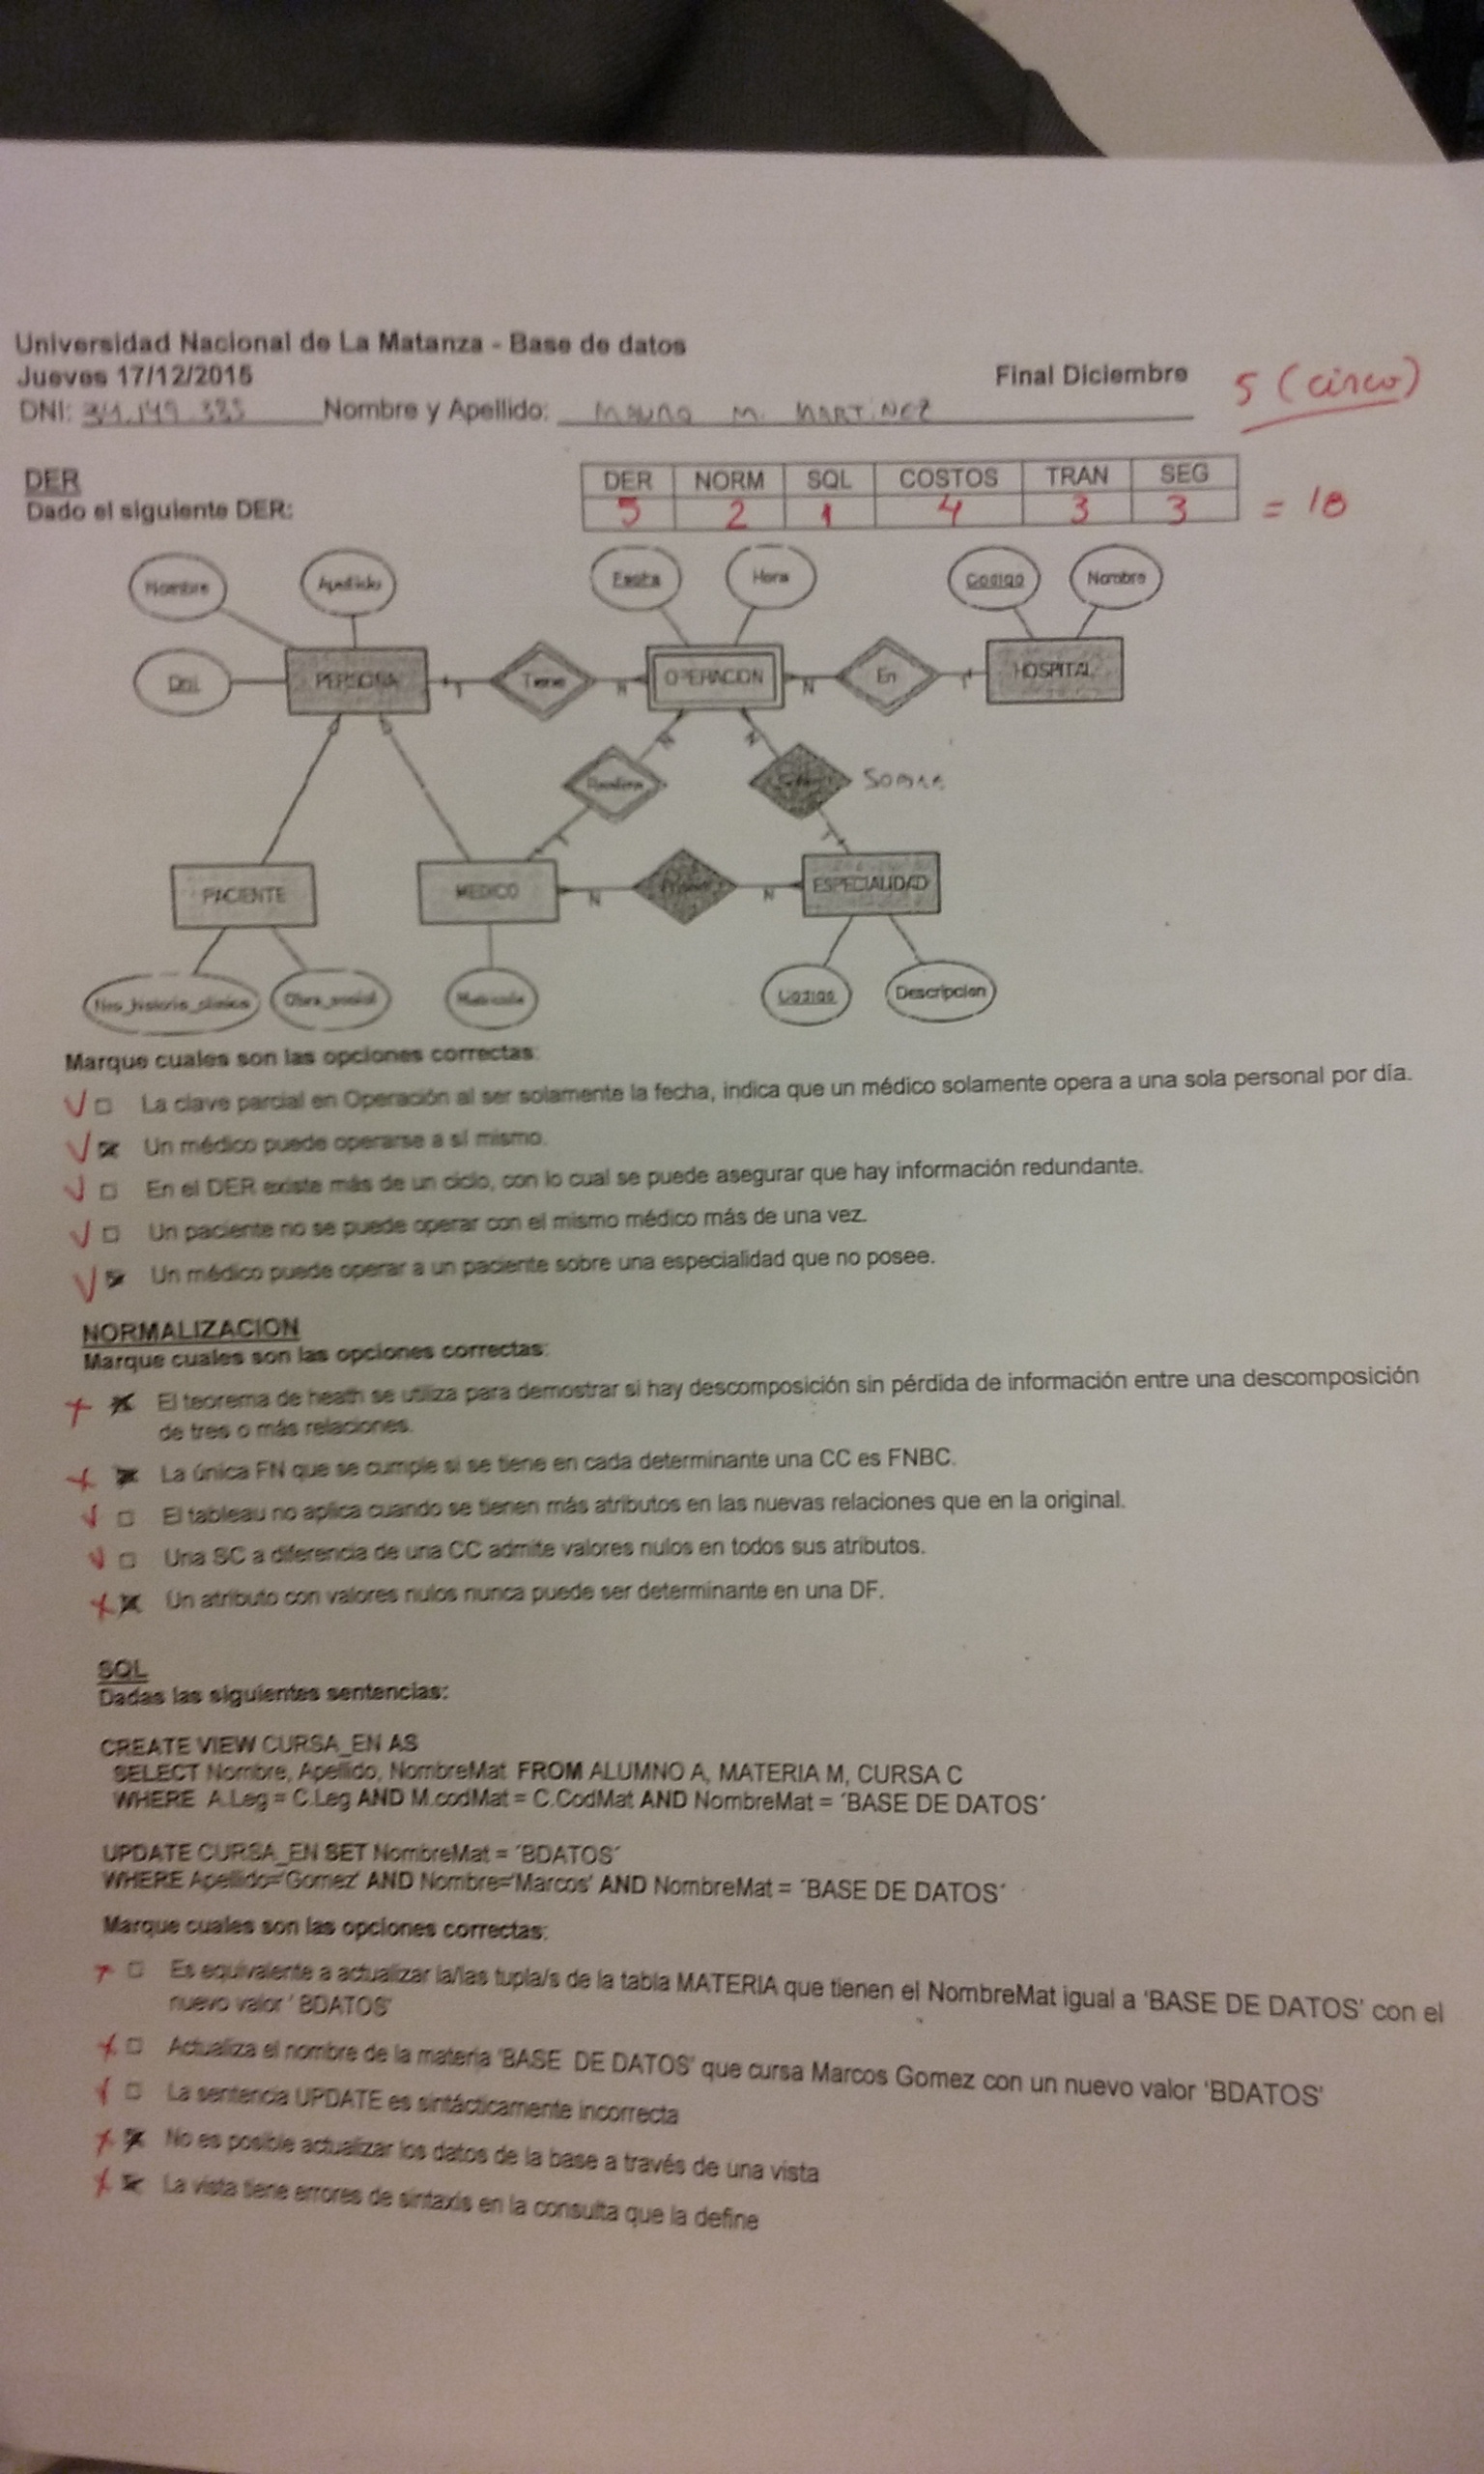 Universidad Nacional de La Matanza - Base de datos
Jueves 17/12/2015
Final Diciembre
5 (cinco)
DNI: Nombre y Apellido: MAURO M. MARTINEZ
DER
DER NORM SQL COSTOS TRAN SEG
5 2 1 4 3 3 = 18
Dado el siguiente DER:
Nombre Apellido Fecha Hora Codigo Nombre
Dni PERSONA 1 Tiene N OPERACION N En 1 HOSPITAL
N N
Realiza SOBRE
1 1
PACIENTE MEDICO N N ESPECIALIDAD
Nro_historia_clinica Obra_social Matricula Codigo Descripcion
Marque cuales son las opciones correctas:
La clave parcial en Operación al ser solamente la fecha, indica que un médico solamente opera a una sola personal por día.
Un médico puede operarse a sí mismo.
En el DER existe más de un ciclo, con lo cual se puede asegurar que hay información redundante.
Un paciente no se puede operar con el mismo médico más de una vez.
Un médico puede operar a un paciente sobre una especialidad que no posee.
NORMALIZACION
Marque cuales son las opciones correctas:
El teorema de heath se utiliza para demostrar si hay descomposición sin pérdida de información entre una descomposición
de tres o más relaciones.
La única FN que se cumple si se tiene en cada determinante una CC es FNBC.
El tableau no aplica cuando se tienen más atributos en las nuevas relaciones que en la original.
Una SC a diferencia de una CC admite valores nulos en todos sus atributos.
Un atributo con valores nulos nunca puede ser determinante en una DF.
SQL
Dadas las siguientes sentencias:
CREATE VIEW CURSA_EN AS
SELECT Nombre, Apellido, NombreMat FROM ALUMNO A, MATERIA M, CURSA C
WHERE A.Leg = C.Leg AND M.codMat = C.CodMat AND NombreMat = ´BASE DE DATOS´
UPDATE CURSA_EN SET NombreMat = ´BDATOS´
WHERE Apellido='Gomez' AND Nombre='Marcos' AND NombreMat = ´BASE DE DATOS´
Marque cuales son las opciones correctas:
Es equivalente a actualizar la/las tupla/s de la tabla MATERIA que tienen el NombreMat igual a 'BASE DE DATOS' con el
nuevo valor ' BDATOS'
Actualiza el nombre de la materia 'BASE DE DATOS' que cursa Marcos Gomez con un nuevo valor 'BDATOS'
La sentencia UPDATE es sintácticamente incorrecta
No es posible actualizar los datos de la base a través de una vista
La vista tiene errores de sintaxis en la consulta que la define